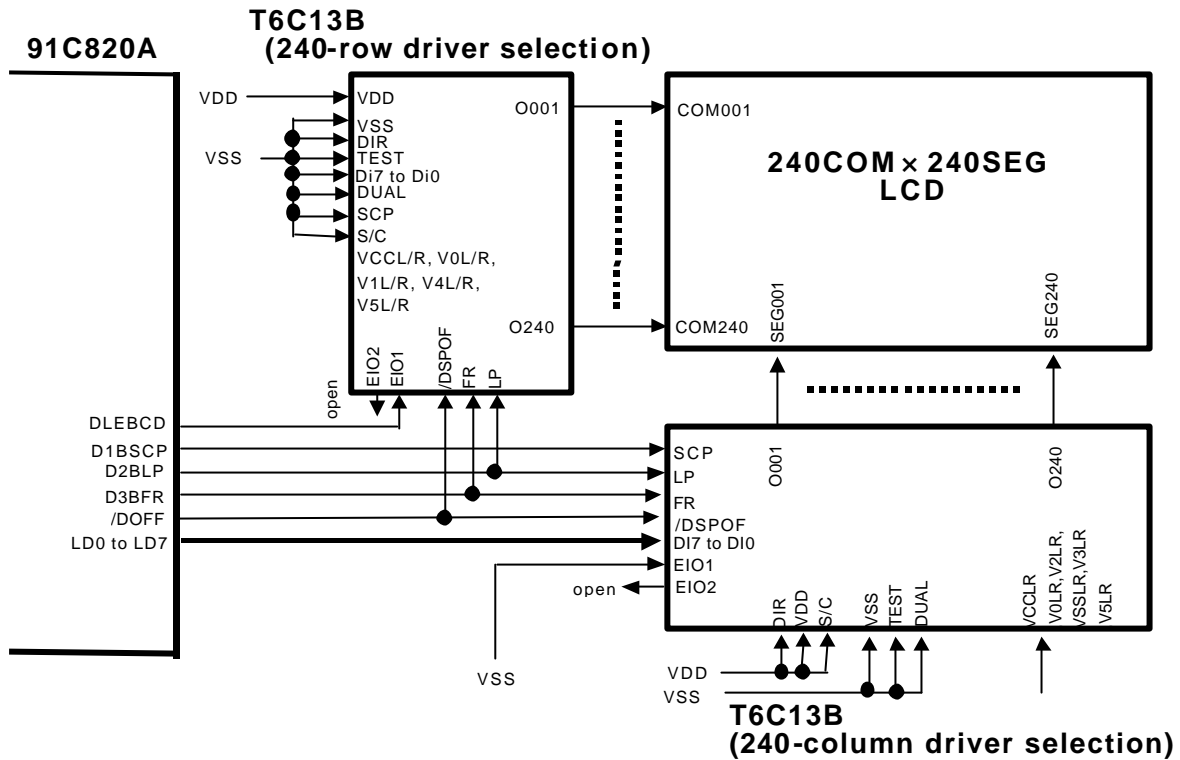 T6C13B
(240-row driver selection)
91C820A
VDD
VSS
VDD
VSS
DIR
TEST
Di7 to Di0
DUAL
SCP
S/C
VCCL/R, V0L/R,
V1L/R, V4L/R,
V5L/R
O001
O240
open
EIO2
EIO1
/DSPOF
FR
LP
COM001
COM240
240COM × 240SEG
LCD
SEG001
SEG240
DLEBCD
D1BSCP
D2BLP
D3BFR
/DOFF
LD0 to LD7
SCP
LP
FR
/DSPOF
DI7 to DI0
EIO1
EIO2
open
VSS
O001
O240
DIR
VDD
S/C
VSS
TEST
DUAL
VCCLR
V0LR,V2LR,
VSSLR,V3LR
V5LR
VDD
VSS
T6C13B
(240-column driver selection)